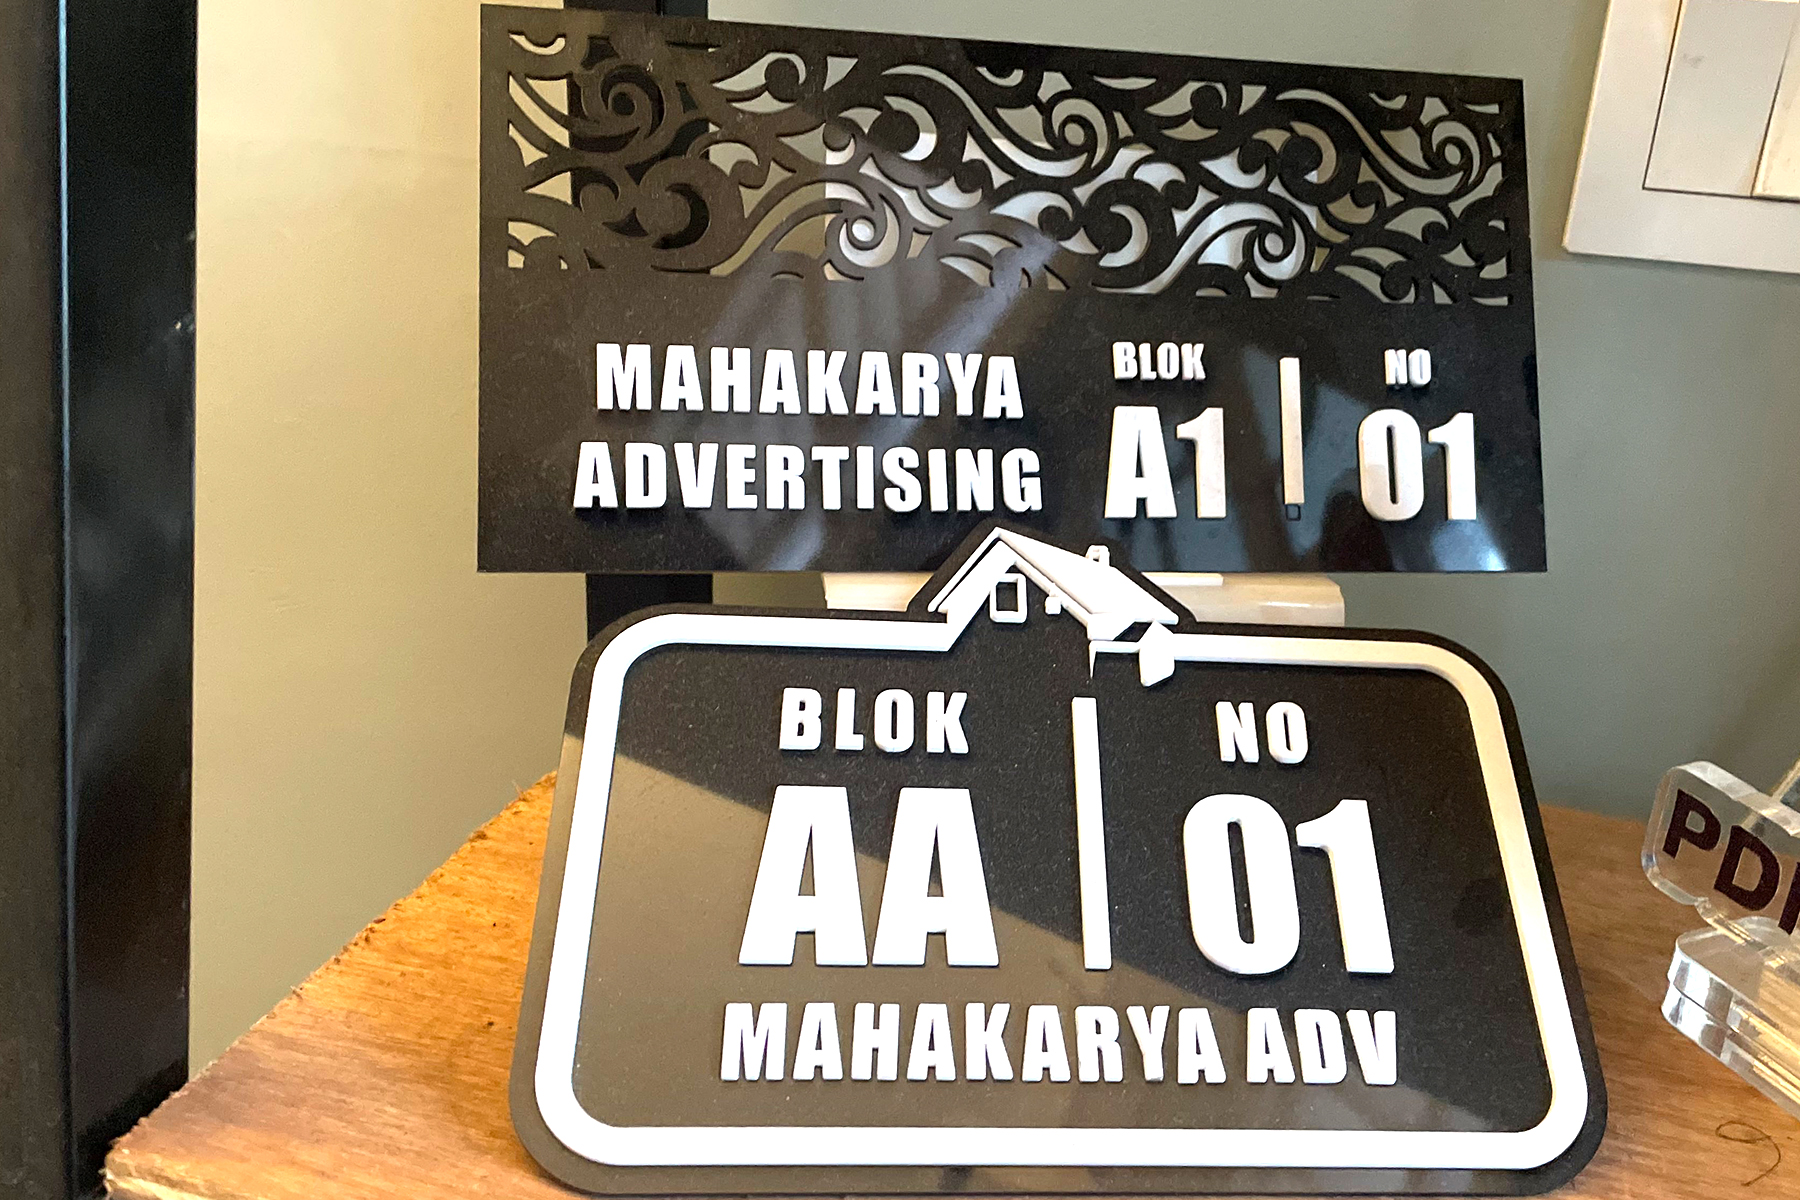 MAHAKARYA
ADVERTISING
BLOK NO
A1 01
BLOK NO
AA 01
MAHAKARYA ADV